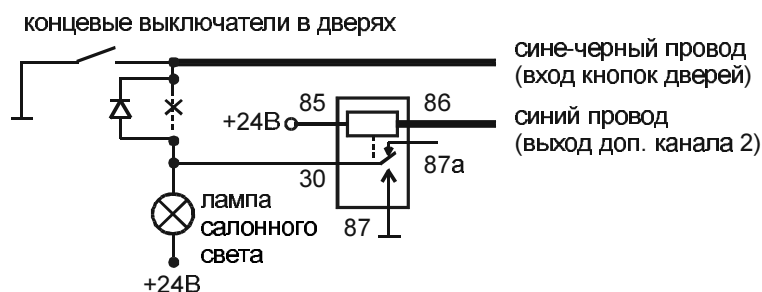 концевые выключатели в дверях
сине-черный провод
(вход кнопок дверей)
85
86
+24В
синий провод
(выход доп. канала 2)
87а
30
лампа
салонного
света
87
+24В